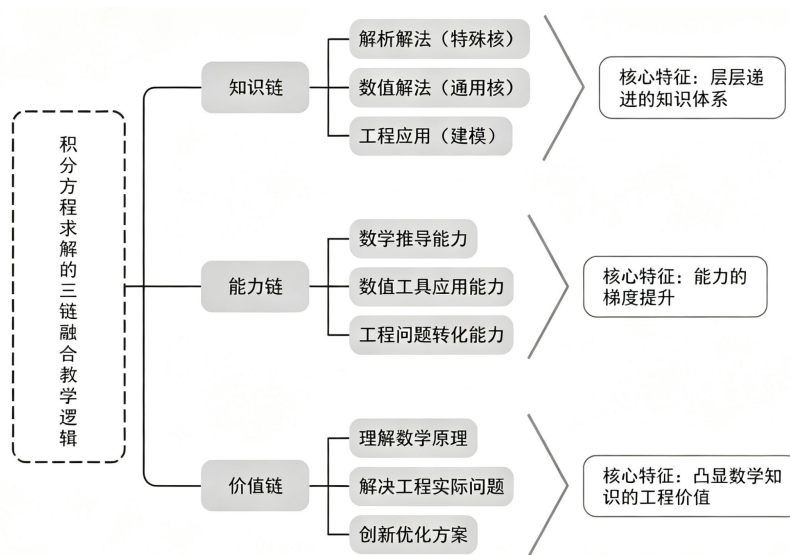 积分方程求解的三链融合教学逻辑
知识链
解析解法（特殊核）
数值解法（通用核）
工程应用（建模）
核心特征：层层递
进的知识体系
能力链
数学推导能力
数值工具应用能力
工程问题转化能力
核心特征：能力的
梯度提升
价值链
理解数学原理
解决工程实际问题
创新优化方案
核心特征：凸显数学知
识的工程价值